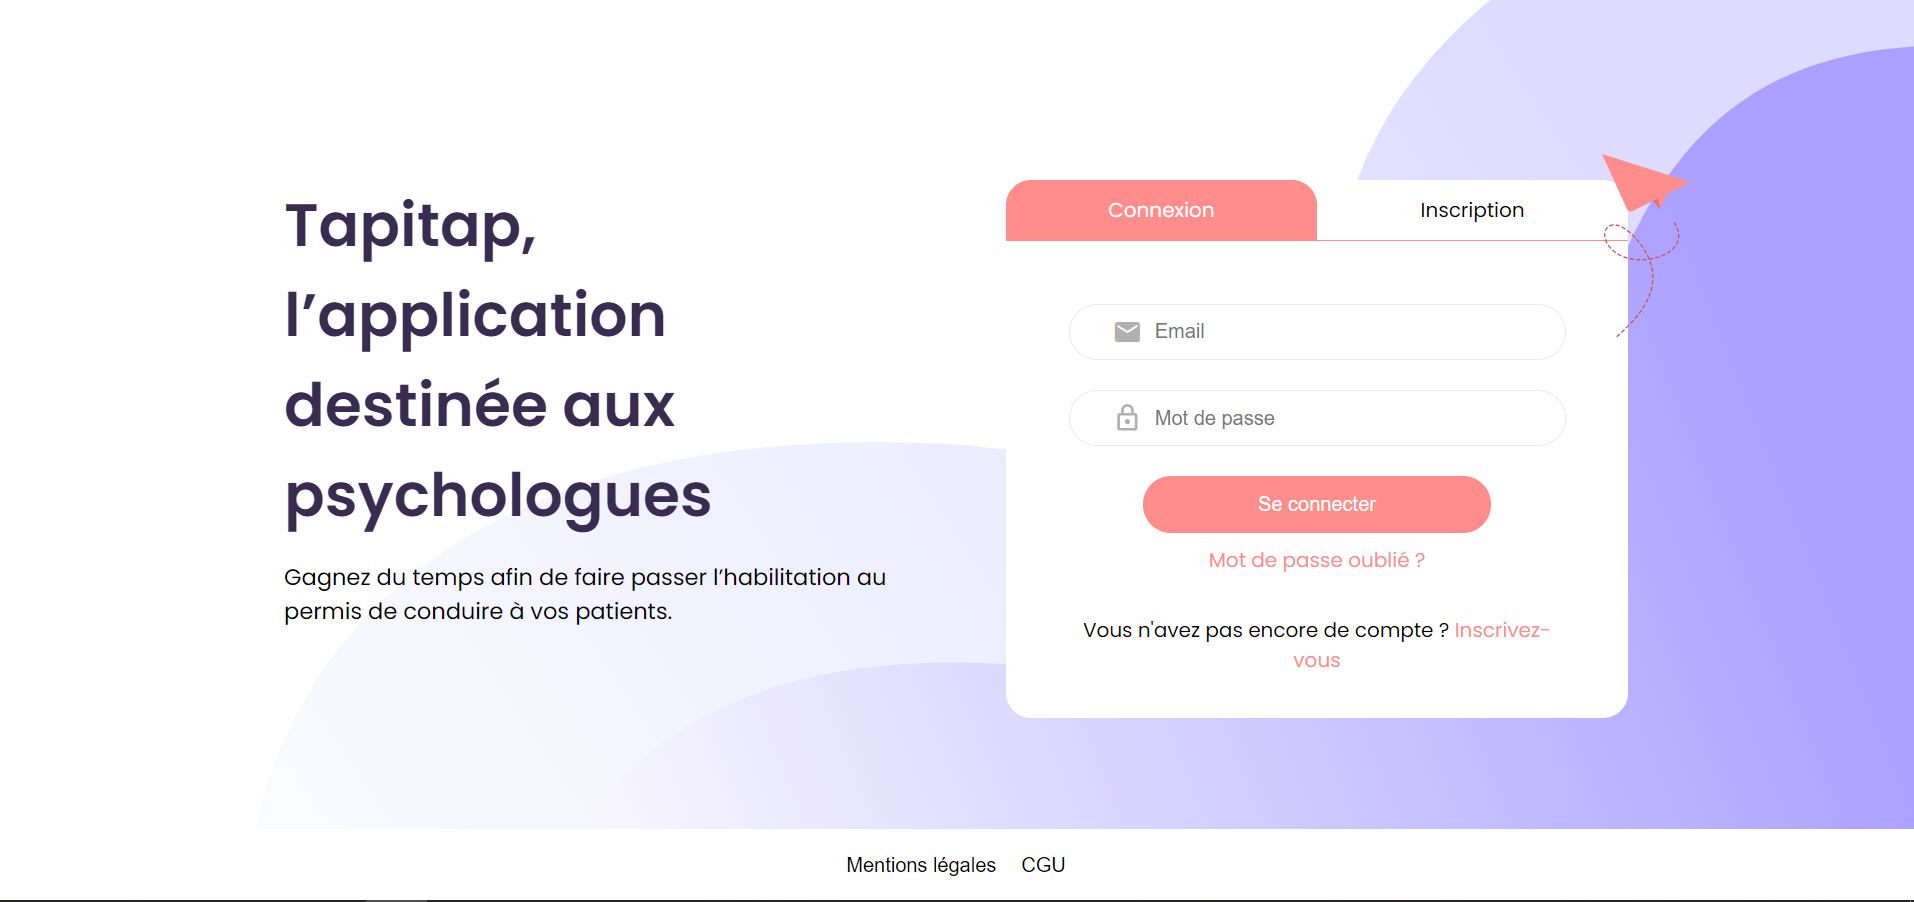 Tapitap,
l’application
destinée aux
psychologues
Gagnez du temps afin de faire passer l’habilitation au
permis de conduire à vos patients.
Connexion
Inscription
Email
Mot de passe
Se connecter
Mot de passe oublié ?
Vous n'avez pas encore de compte ? Inscrivez-
vous
Mentions légales CGU